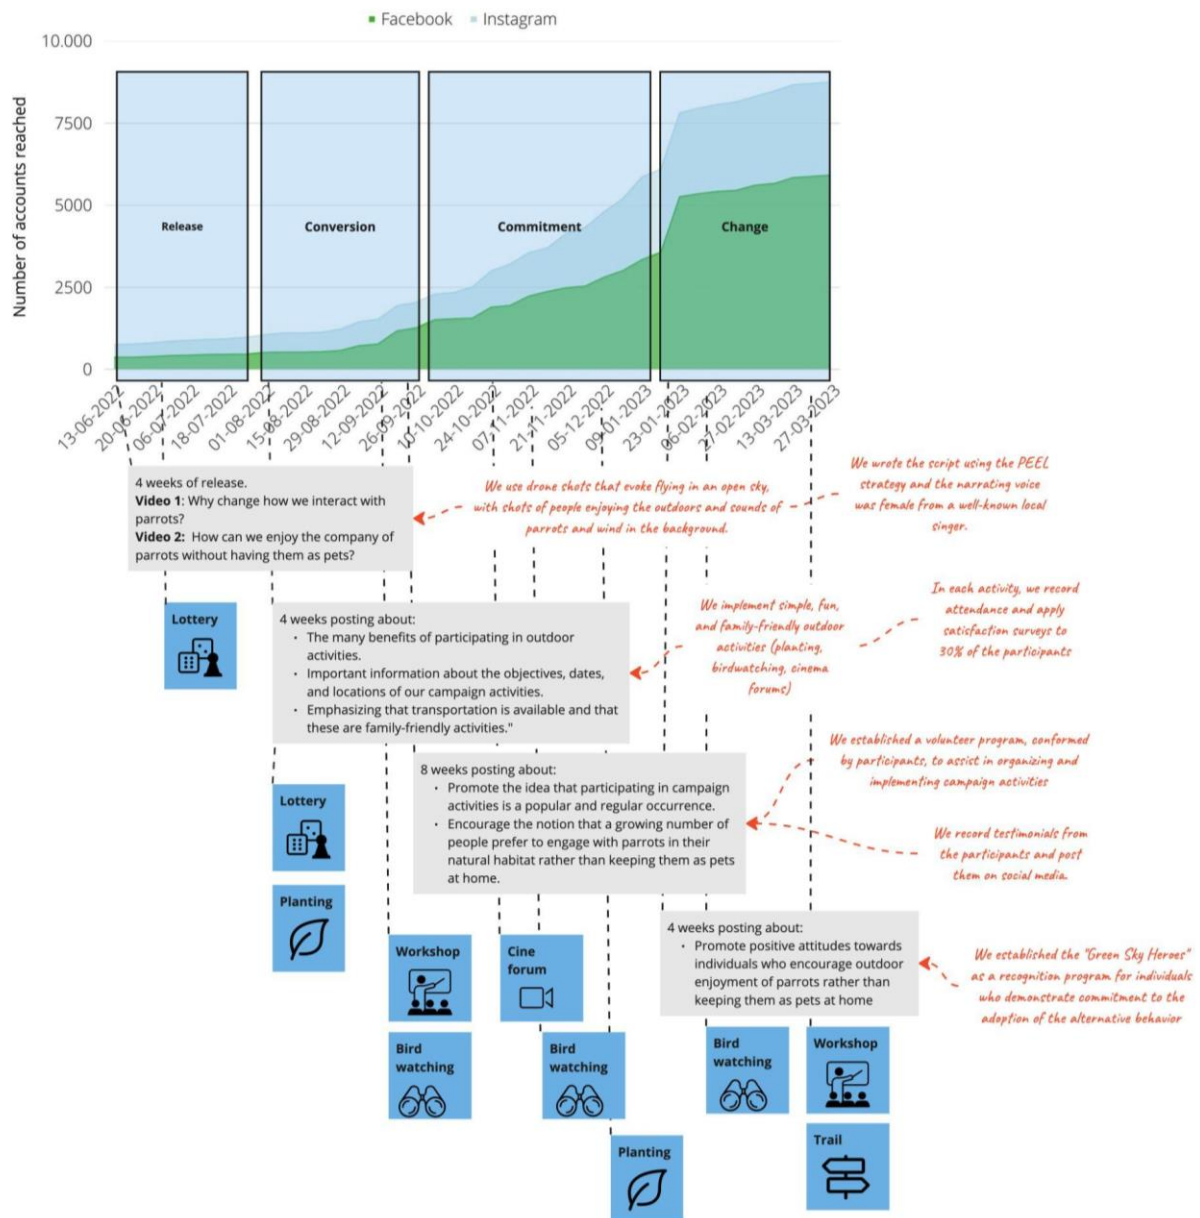 Facebook Instagram
10.000
7500
5000
2500
0
Number of accounts reached
Release
Conversion
Commitment
Change
13-06-2022
20-06-2022
06-07-2022
18-07-2022
01-08-2022
15-08-2022
29-08-2022
12-09-2022
26-09-2022
10-10-2022
24-10-2022
07-11-2022
21-11-2022
05-12-2022
09-01-2023
23-01-2023
06-02-2023
27-02-2023
13-03-2023
27-03-2023
4 weeks of release.
Video 1: Why change how we interact with
parrots?
Video 2: How can we enjoy the company of
parrots without having them as pets?
We use drone shots that evoke flying in an open sky,
with shots of people enjoying the outdoors and sounds of
parrots and wind in the background.
We wrote the script using the PEEL
strategy and the narrating voice
was female from a well-known local
singer.
Lottery
4 weeks posting about:
• The many benefits of participating in outdoor
activities.
• Important information about the objectives, dates,
and locations of our campaign activities.
• Emphasizing that transportation is available and that
these are family-friendly activities."
We implement simple, fun,
and family-friendly outdoor
activities (planting,
birdwatching, cinema
forums)
In each activity, we record
attendance and apply
satisfaction surveys to
30% of the participants
Lottery
Planting
8 weeks posting about:
• Promote the idea that participating in campaign
activities is a popular and regular occurrence.
• Encourage the notion that a growing number of
people prefer to engage with parrots in their
natural habitat rather than keeping them as pets
at home.
We established a volunteer program, conformed
by participants, to assist in organizing and
implementing campaign activities
We record testimonials from
the participants and post
them on social media.
Workshop
Bird
watching
Cine
forum
Bird
watching
Planting
4 weeks posting about:
• Promote positive attitudes towards
individuals who encourage outdoor
enjoyment of parrots rather than
keeping them as pets at home
We established the "Green Sky Heroes"
as a recognition program for individuals
who demonstrate commitment to the
adoption of the alternative behavior
Bird
watching
Workshop
Trail